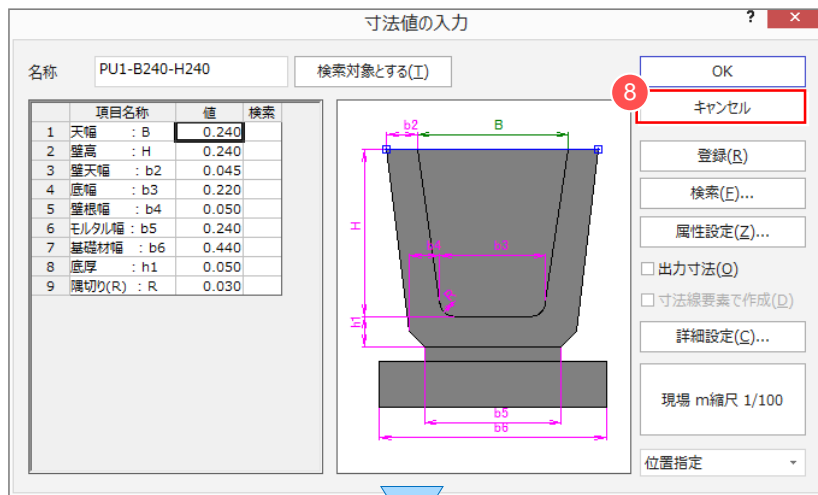 寸法値の入力
? ×
名称 PU1-B240-H240 検索対象とする(T)
OK
8
キャンセル
登録(R)
検索(F)...
属性設定(Z)...
出力寸法(O)
寸法線要素で作成(D)
詳細設定(C)...
現場 m縮尺 1/100
位置指定
項目名称 値 検索
1 天幅 : B 0.240
2 壁高 : H 0.240
3 壁天幅 : b2 0.045
4 底幅 : b3 0.220
5 壁根幅 : b4 0.050
6 モルタル幅 : b5 0.240
7 基礎材幅 : b6 0.440
8 底厚 : h1 0.050
9 隅切り(R) : R 0.030
b2 B
H
b4 b3
R
h1
b5
b6